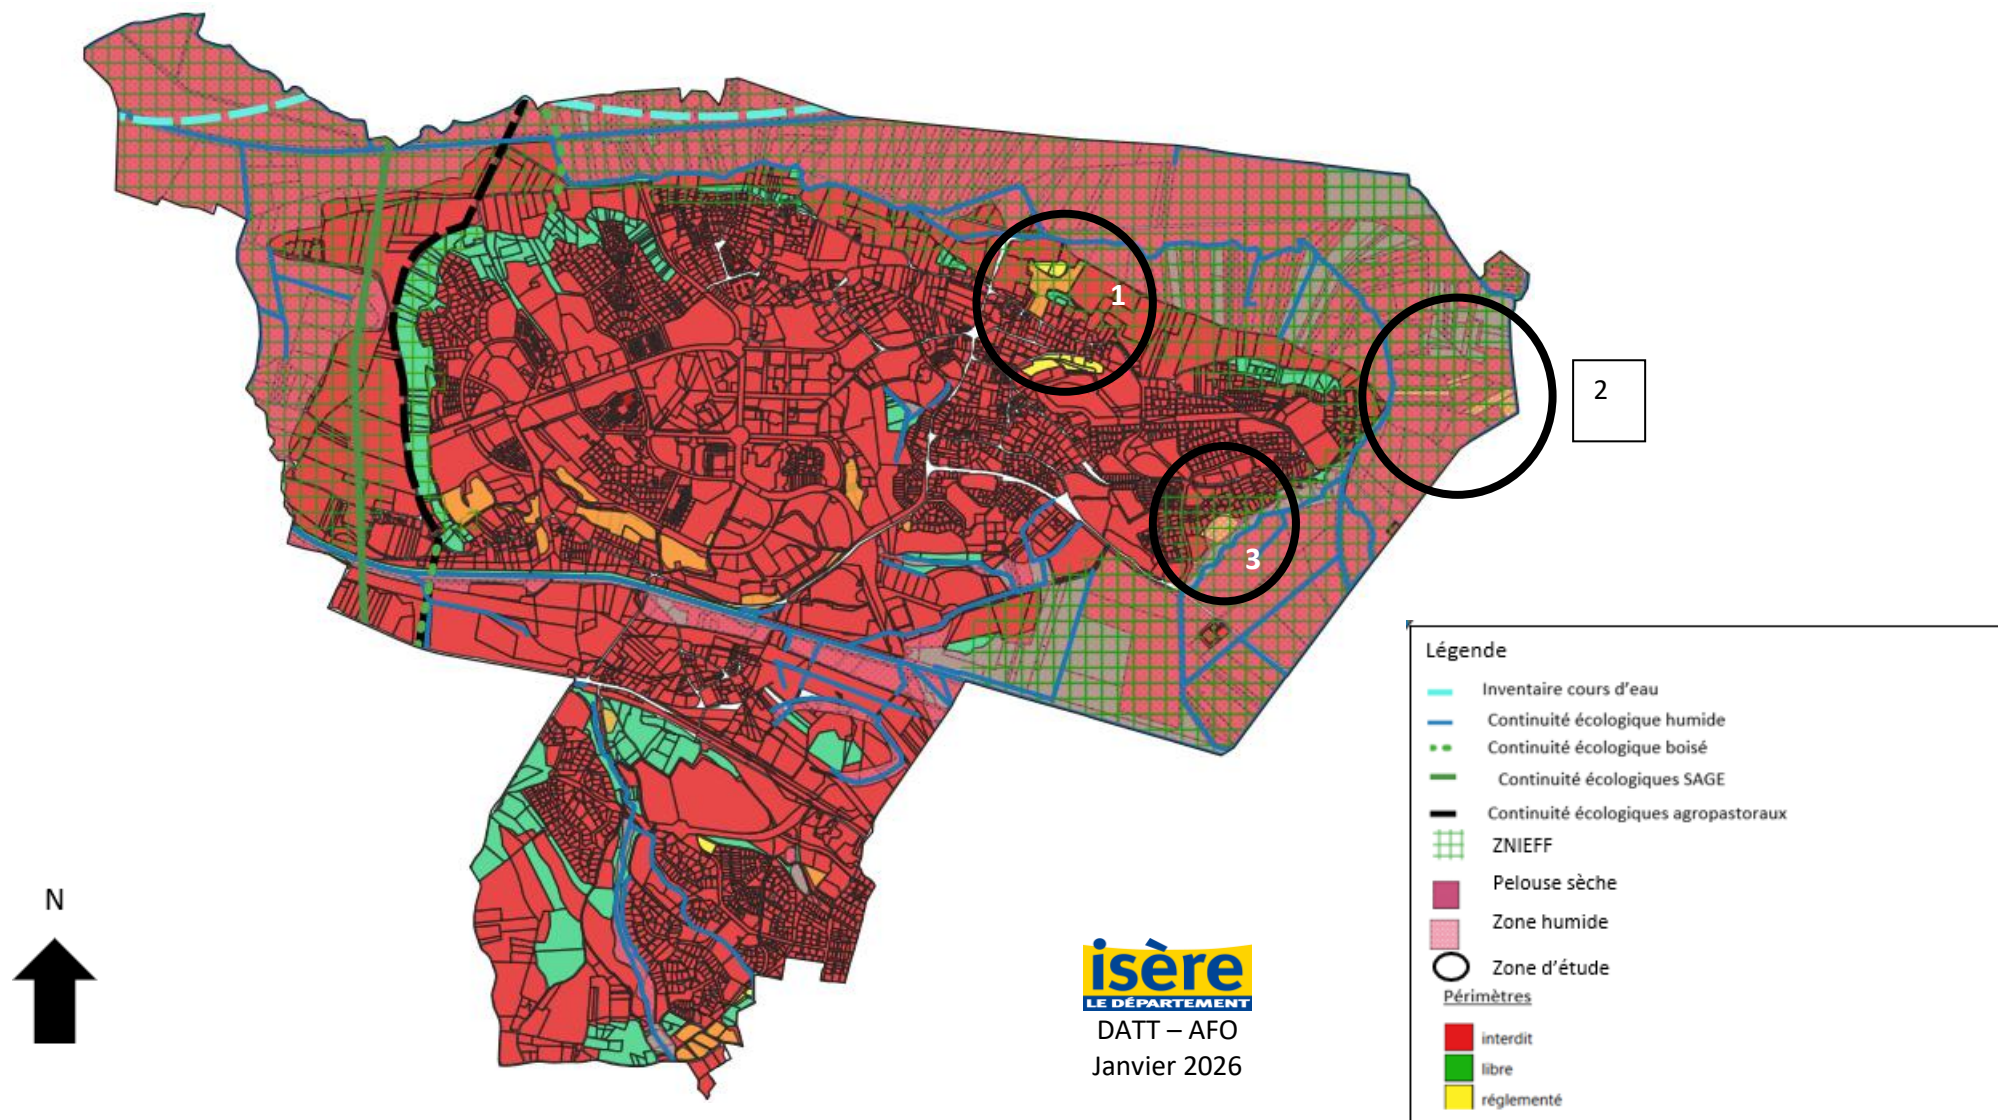 1
2
3
N
isère
LE DÉPARTEMENT
DATT – AFO
Janvier 2026
Légende
Inventaire cours d'eau
Continuité écologique humide
Continuité écologique boisé
Continuité écologiques SAGE
Continuité écologiques agropastoraux
ZNIEFF
Pelouse sèche
Zone humide
Zone d'étude
Périmètres
interdit
libre
réglementé